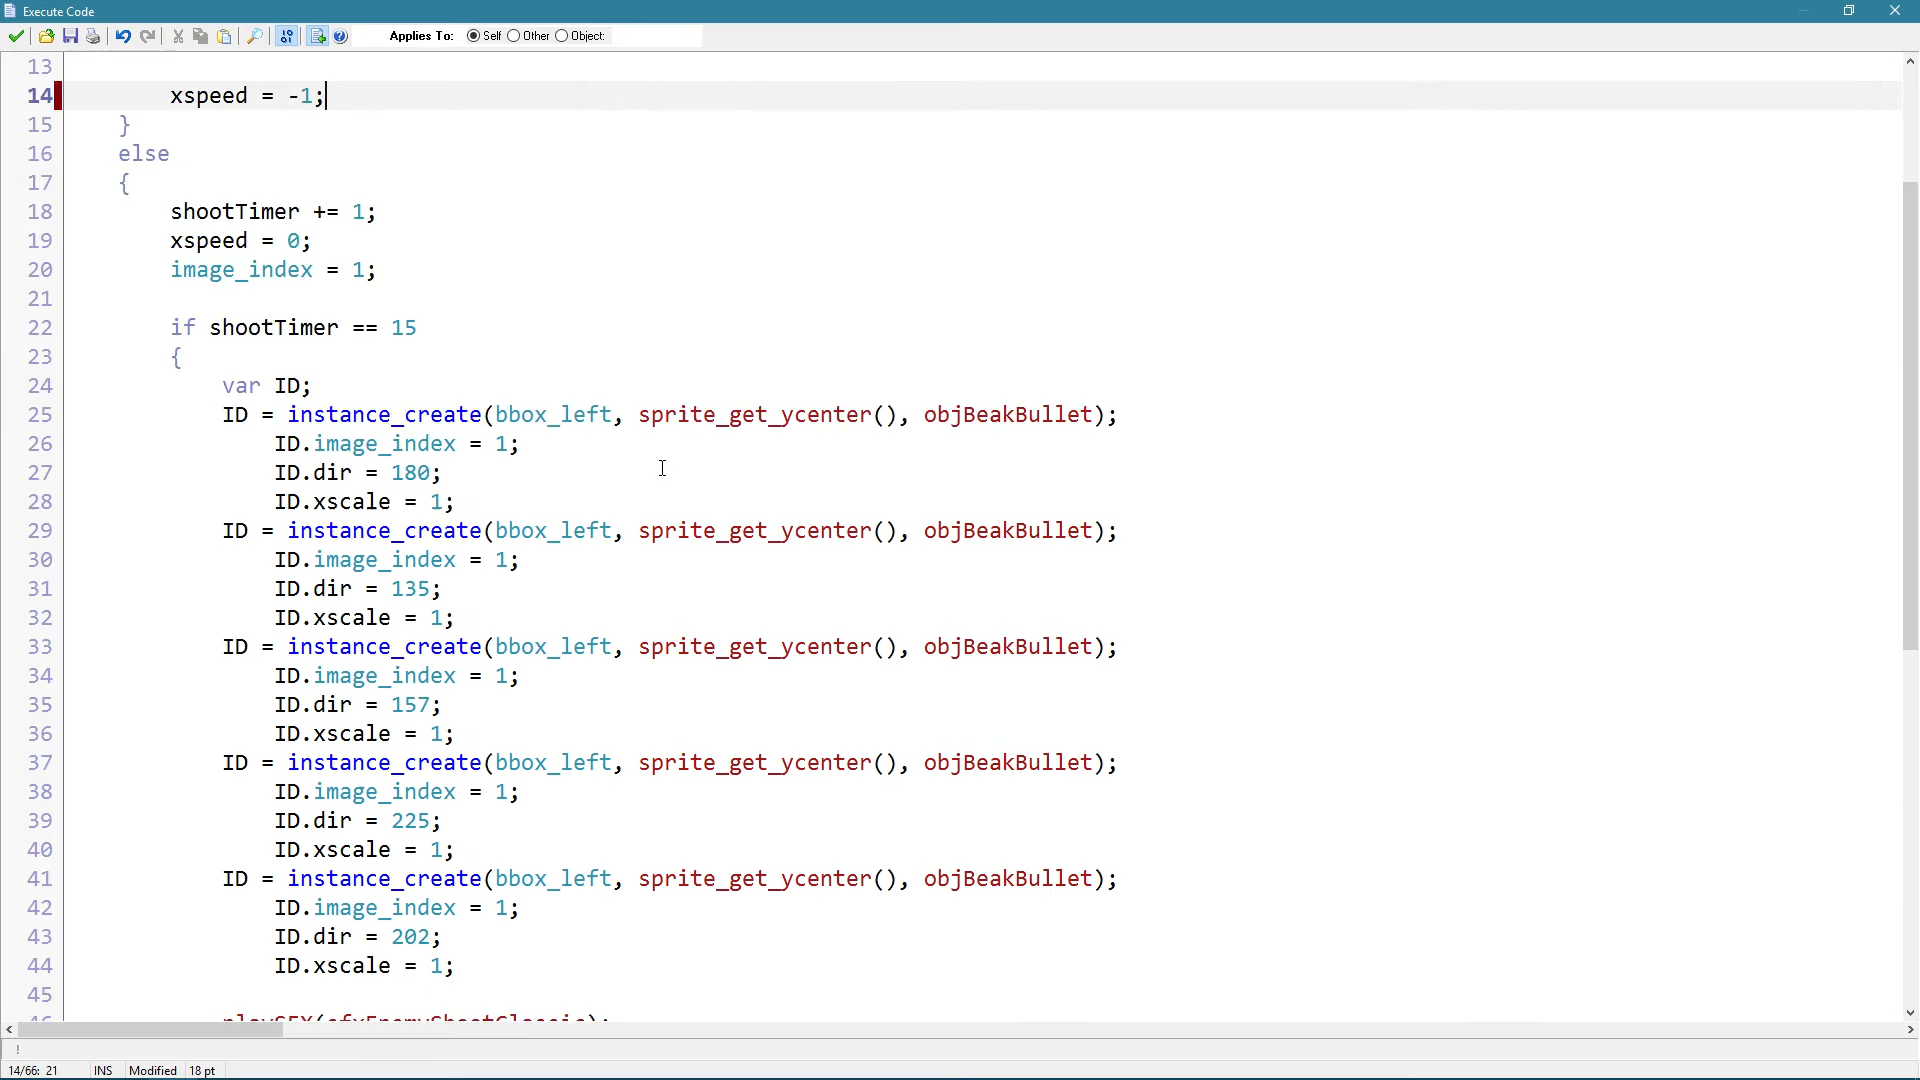 Execute Code
Applies To: Self Other Object:
13
14 xspeed = -1;
15 }
16 else
17 {
18 shootTimer += 1;
19 xspeed = 0;
20 image_index = 1;
21
22 if shootTimer == 15
23 {
24 var ID;
25 ID = instance_create(bbox_left, sprite_get_ycenter(), objBeakBullet);
26 ID.image_index = 1;
27 ID.dir = 180;
28 ID.xscale = 1;
29 ID = instance_create(bbox_left, sprite_get_ycenter(), objBeakBullet);
30 ID.image_index = 1;
31 ID.dir = 135;
32 ID.xscale = 1;
33 ID = instance_create(bbox_left, sprite_get_ycenter(), objBeakBullet);
34 ID.image_index = 1;
35 ID.dir = 157;
36 ID.xscale = 1;
37 ID = instance_create(bbox_left, sprite_get_ycenter(), objBeakBullet);
38 ID.image_index = 1;
39 ID.dir = 225;
40 ID.xscale = 1;
41 ID = instance_create(bbox_left, sprite_get_ycenter(), objBeakBullet);
42 ID.image_index = 1;
43 ID.dir = 202;
44 ID.xscale = 1;
45
46 playSFX(sfxEnemyShootClassic);
!
14/66: 21 INS Modified 18 pt